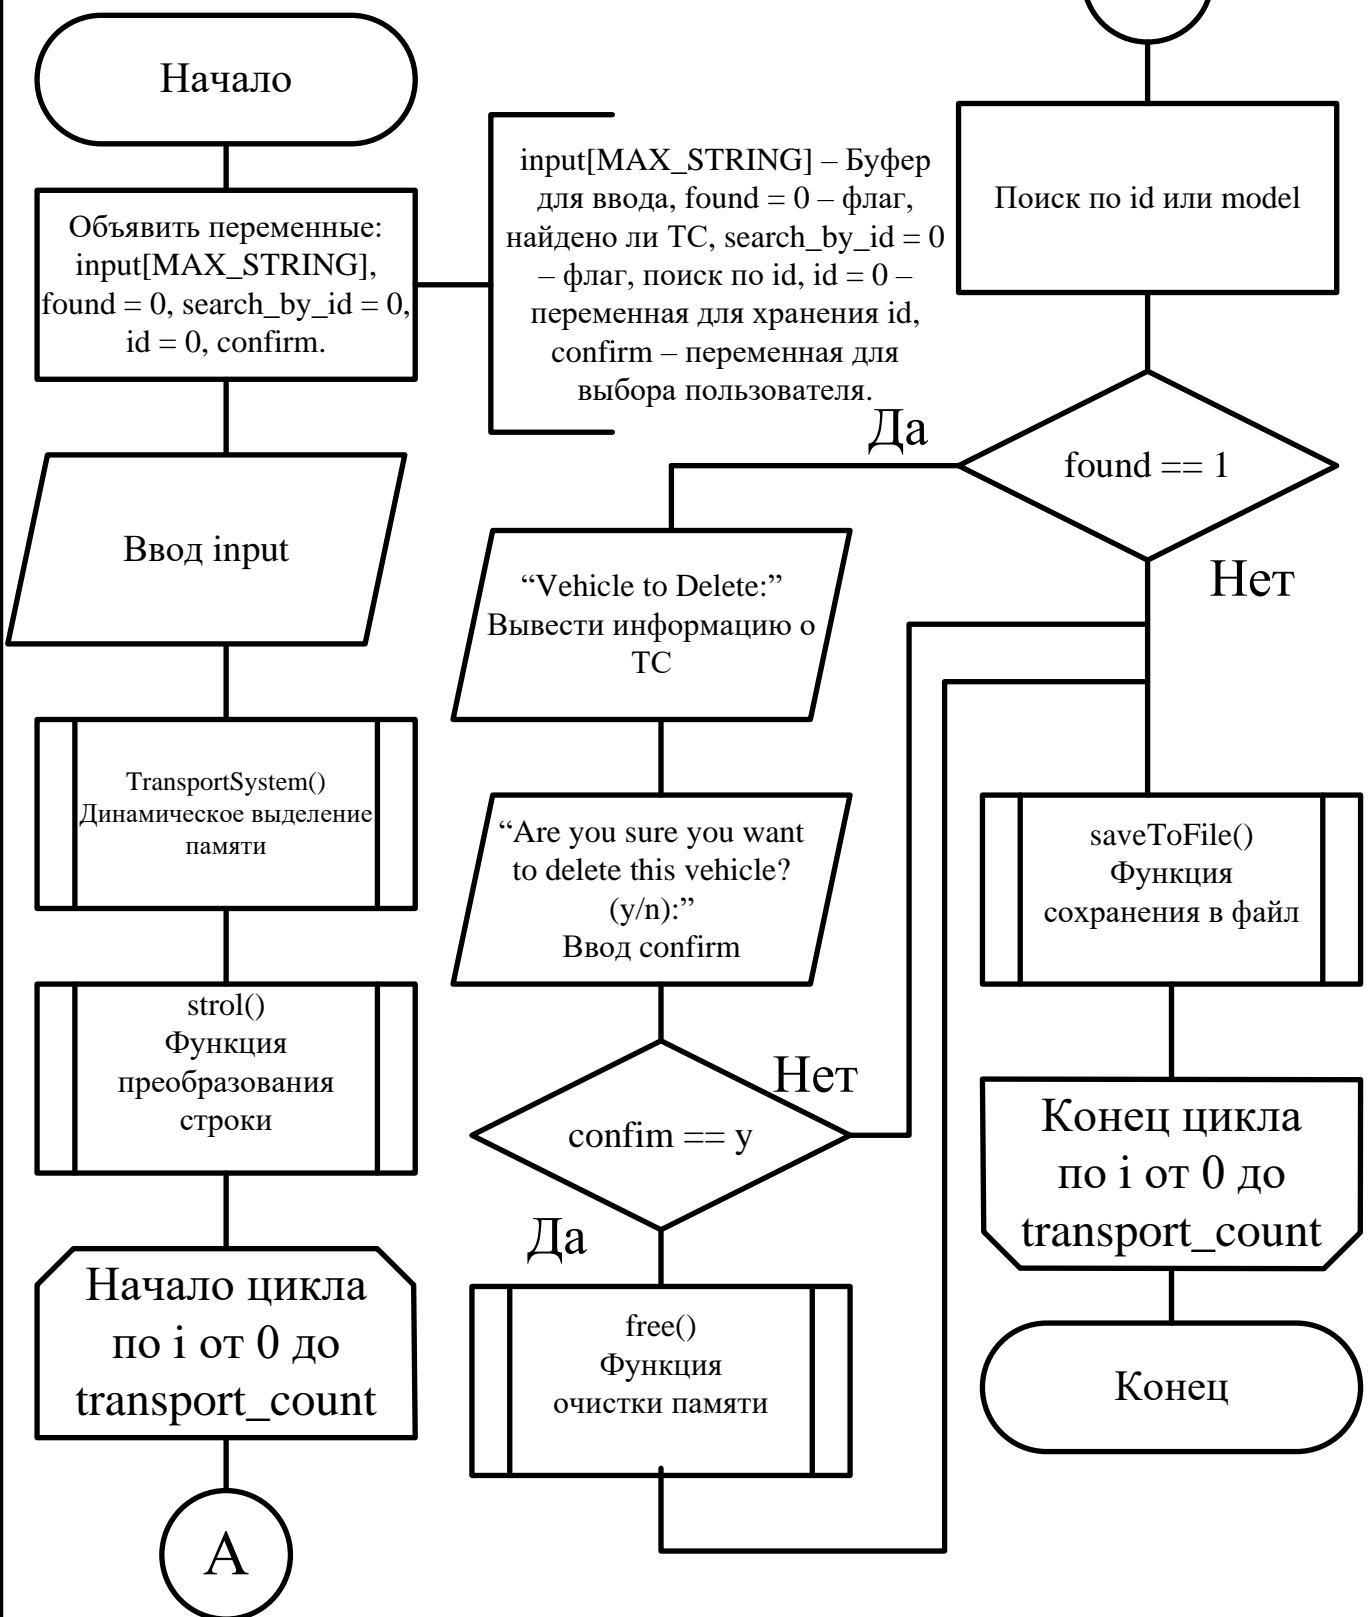 Начало
Объявить переменные:
input[MAX_STRING],
found = 0, search_by_id = 0,
id = 0, confirm.
input[MAX_STRING] – Буфер
для ввода, found = 0 – флаг,
найдено ли ТС, search_by_id = 0
– флаг, поиск по id, id = 0 –
переменная для хранения id,
confirm – переменная для
выбора пользователя.
Ввод input
TransportSystem()
Динамическое выделение
памяти
strol()
Функция
преобразования
строки
Начало цикла
по i от 0 до
transport_count
А
Поиск по id или model
found == 1
Да
Нет
“Vehicle to Delete:”
Вывести информацию о
ТС
“Are you sure you want
to delete this vehicle?
(y/n):”
Ввод confirm
confim == y
Нет
Да
free()
Функция
очистки памяти
saveToFile()
Функция
сохранения в файл
Конец цикла
по i от 0 до
transport_count
Конец